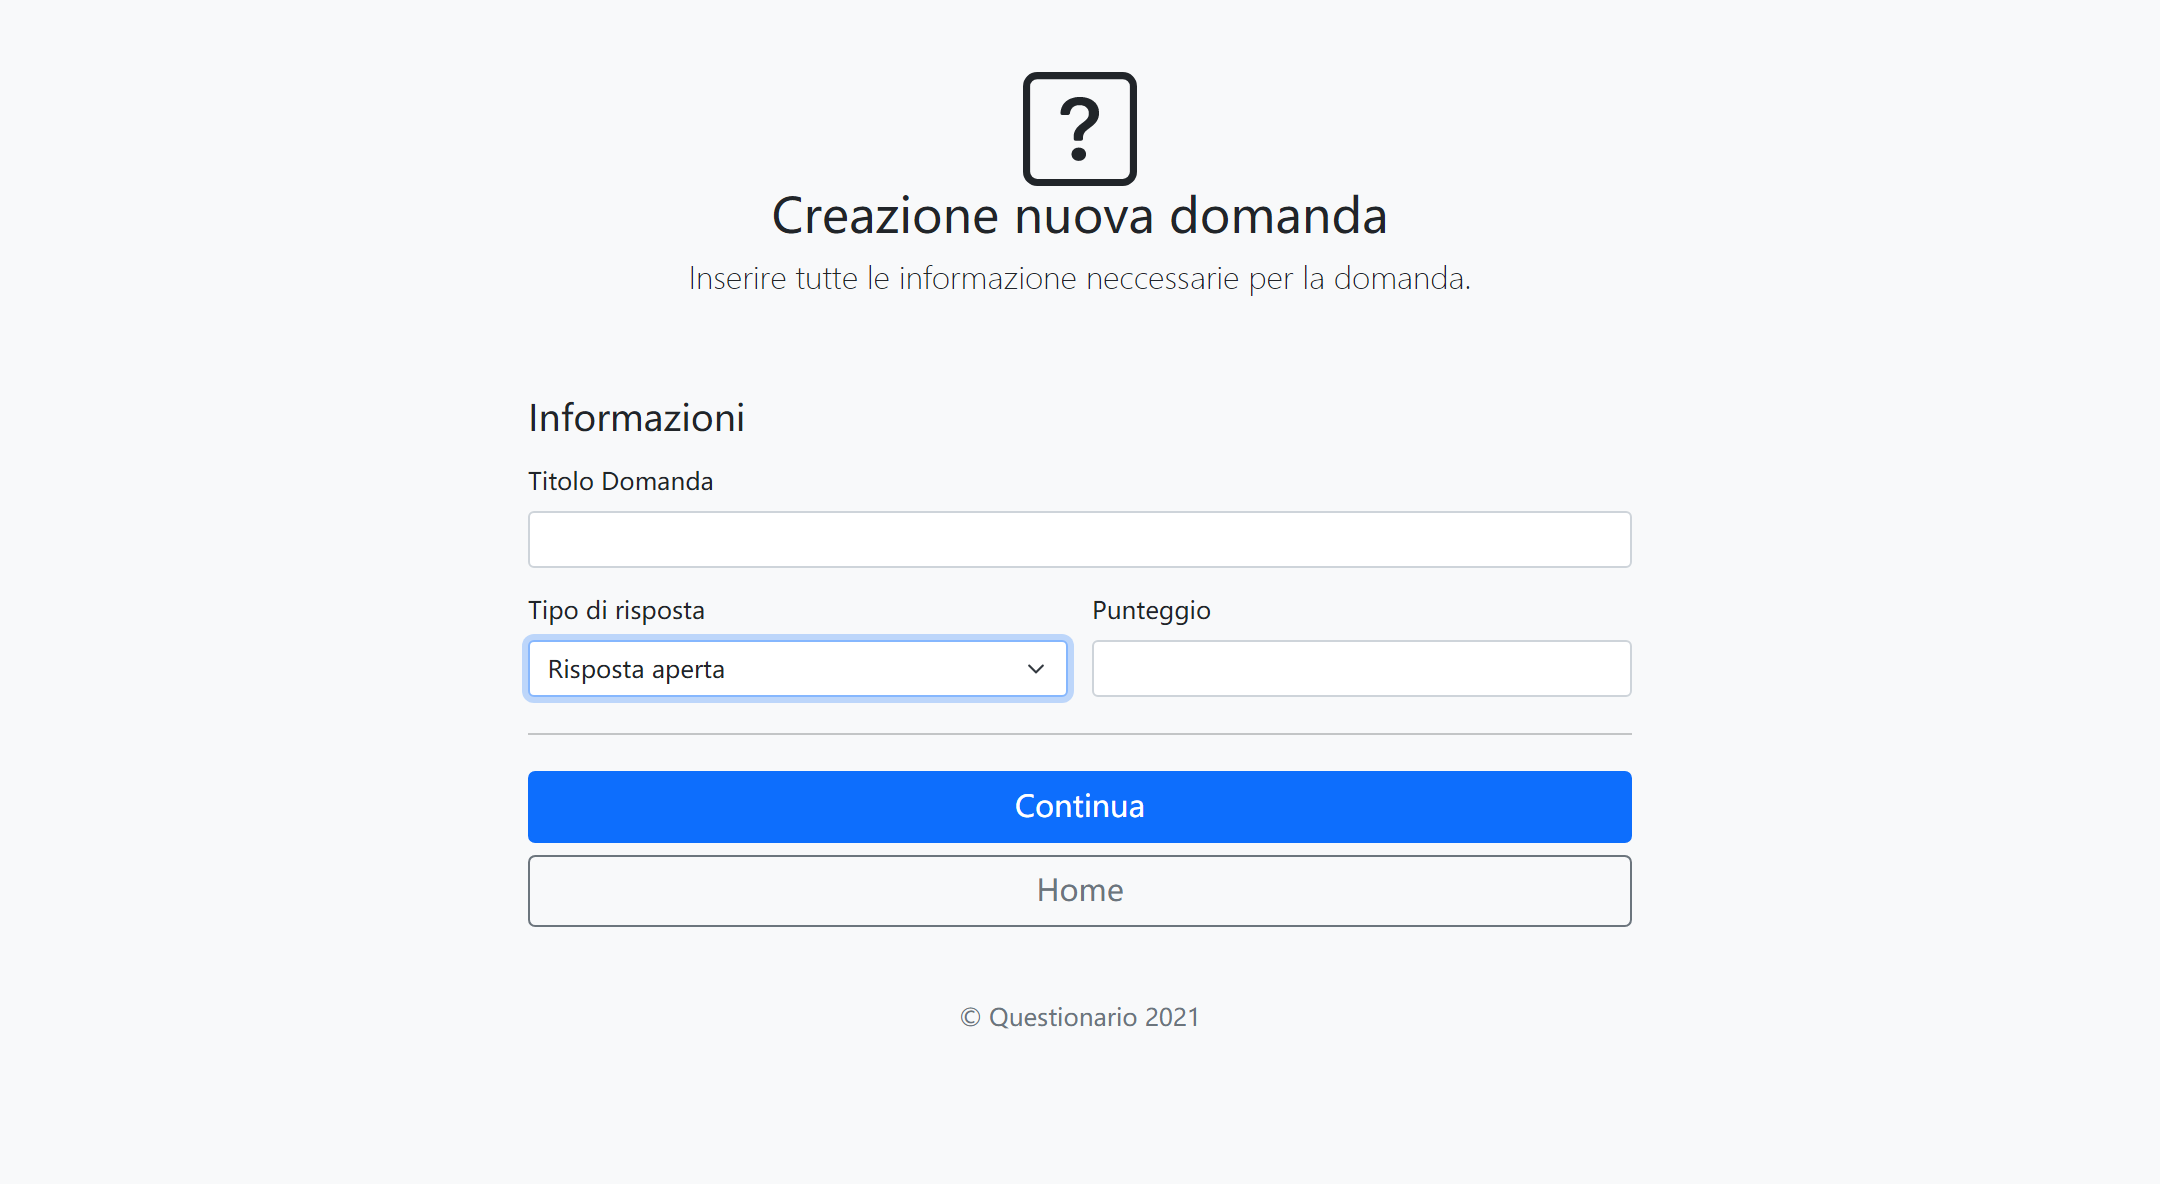 ?
Creazione nuova domanda
Inserire tutte le informazione neccessarie per la domanda.
Informazioni
Titolo Domanda
Tipo di risposta
Punteggio
Risposta aperta
Continua
Home
© Questionario 2021